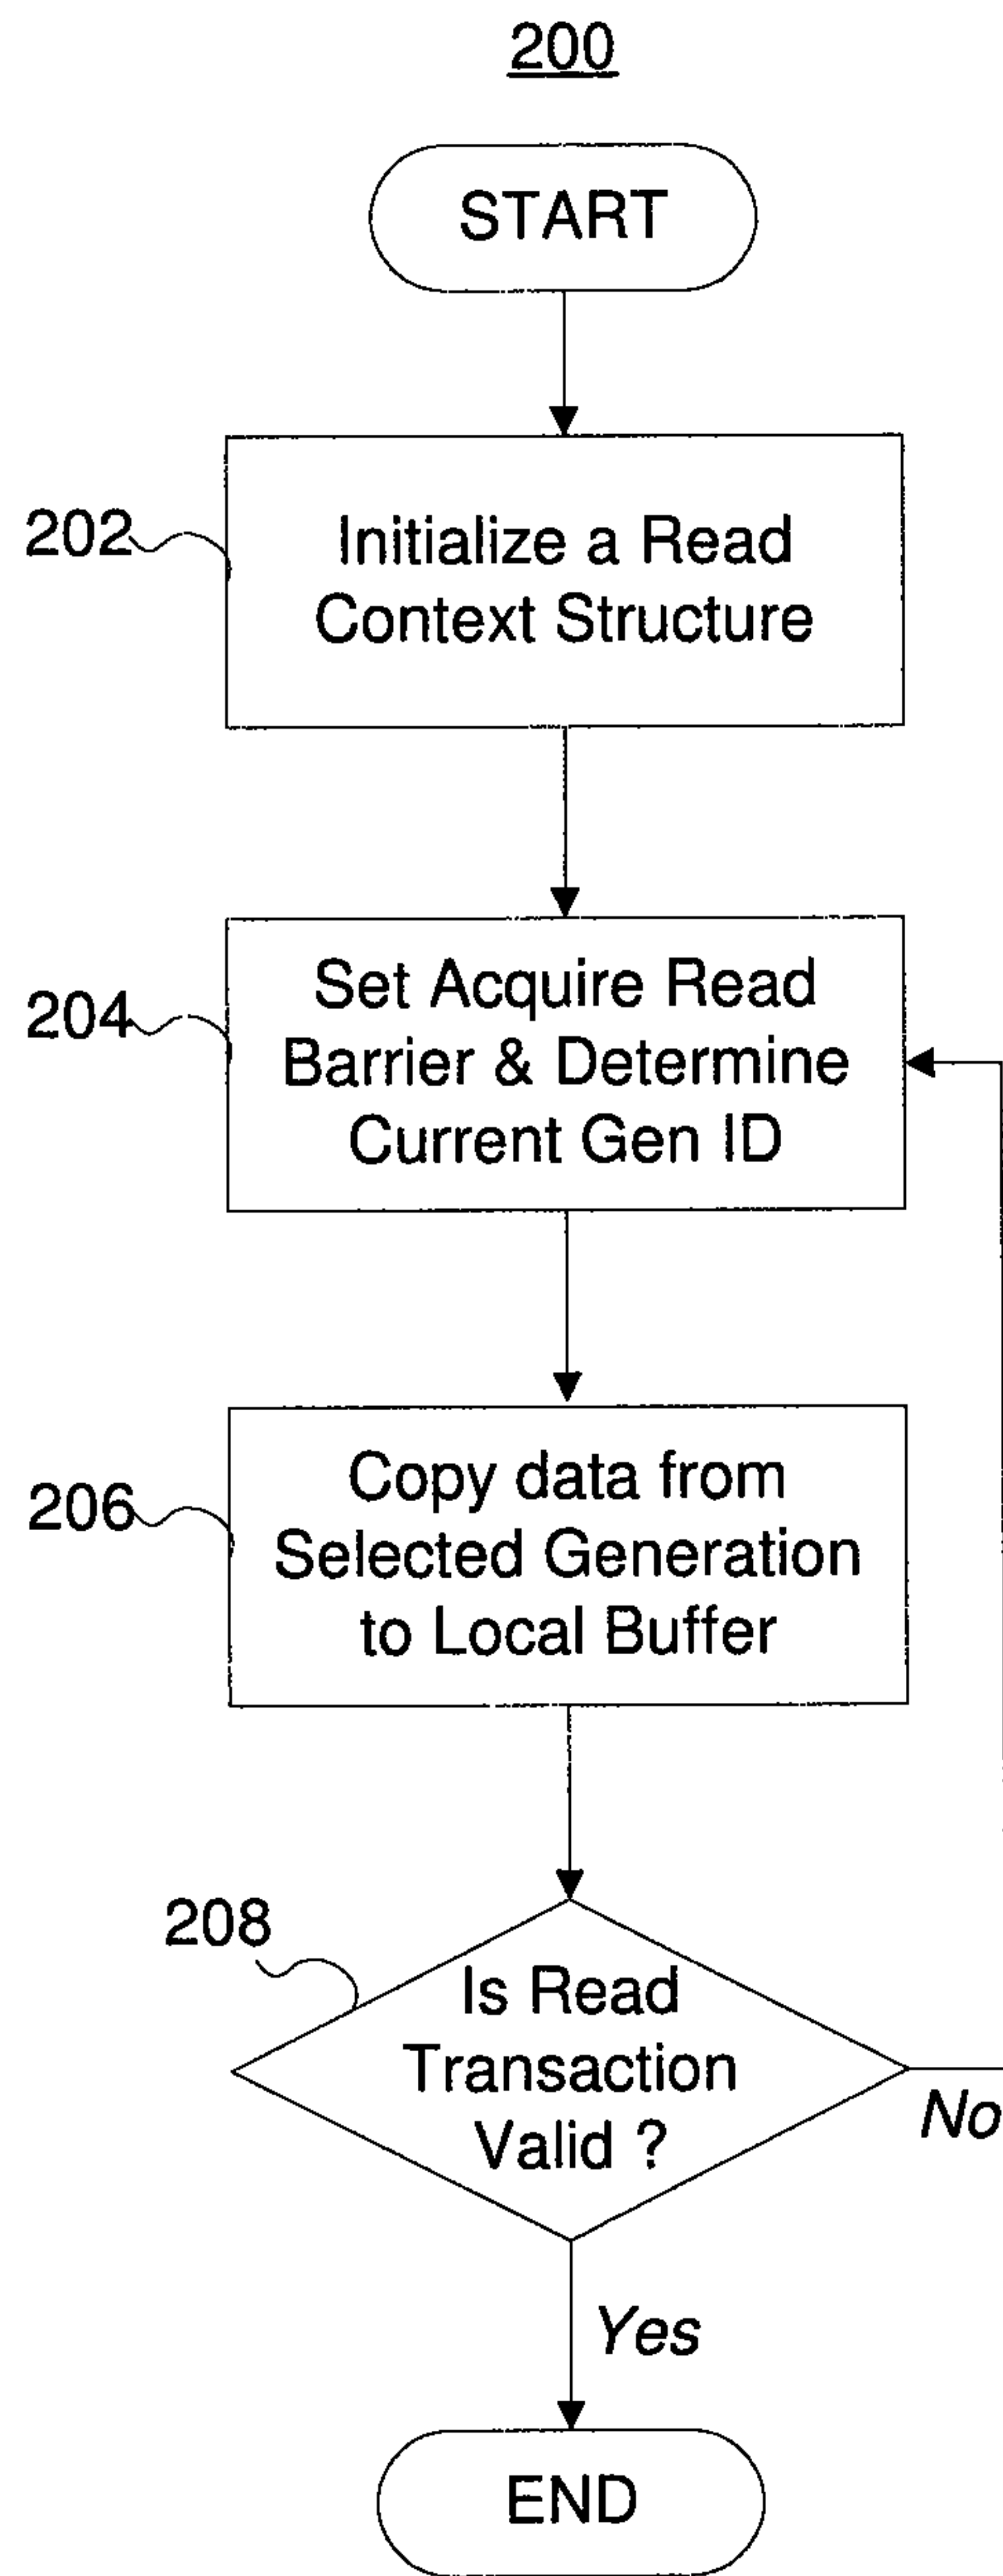 200
START
202
Initialize a Read
Context Structure
204
Set Acquire Read
Barrier & Determine
Current Gen ID
206
Copy data from
Selected Generation
to Local Buffer
208
Is Read
Transaction
Valid ?
No
Yes
END